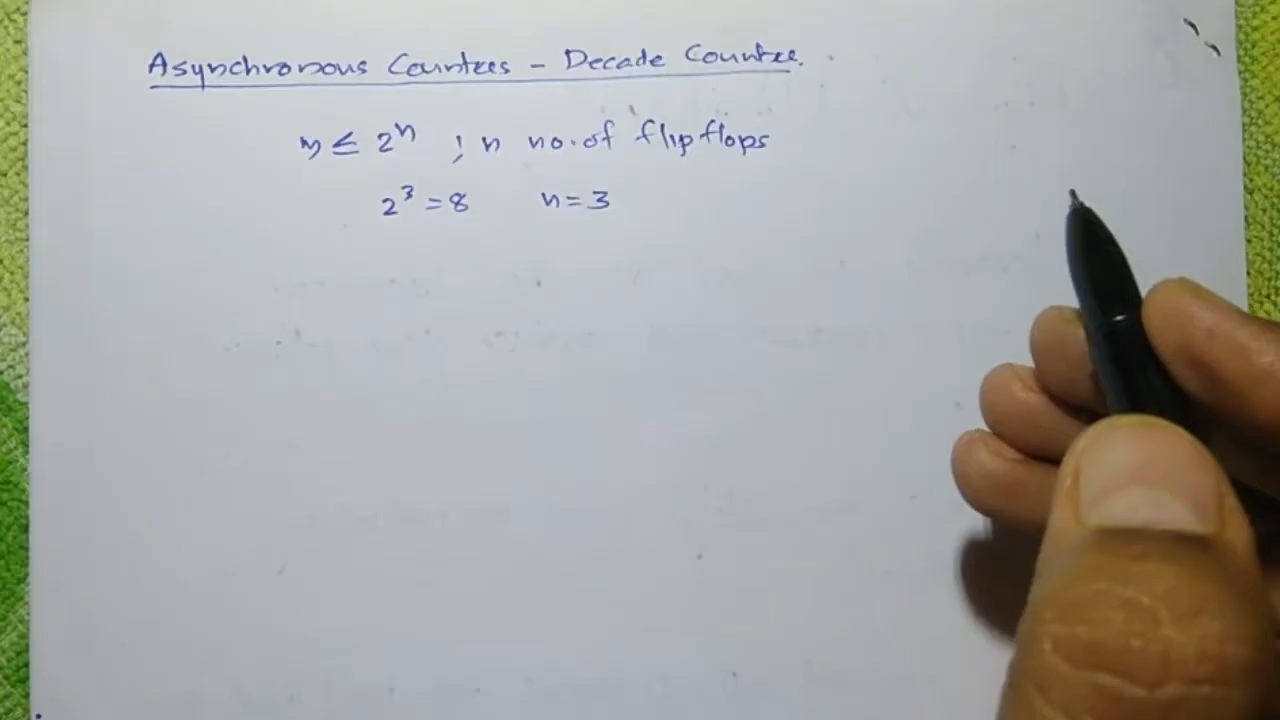 Asynchronous Counters - Decade Counter.
m ≤ 2ⁿ ; n no. of flipflops
2³ = 8 n = 3